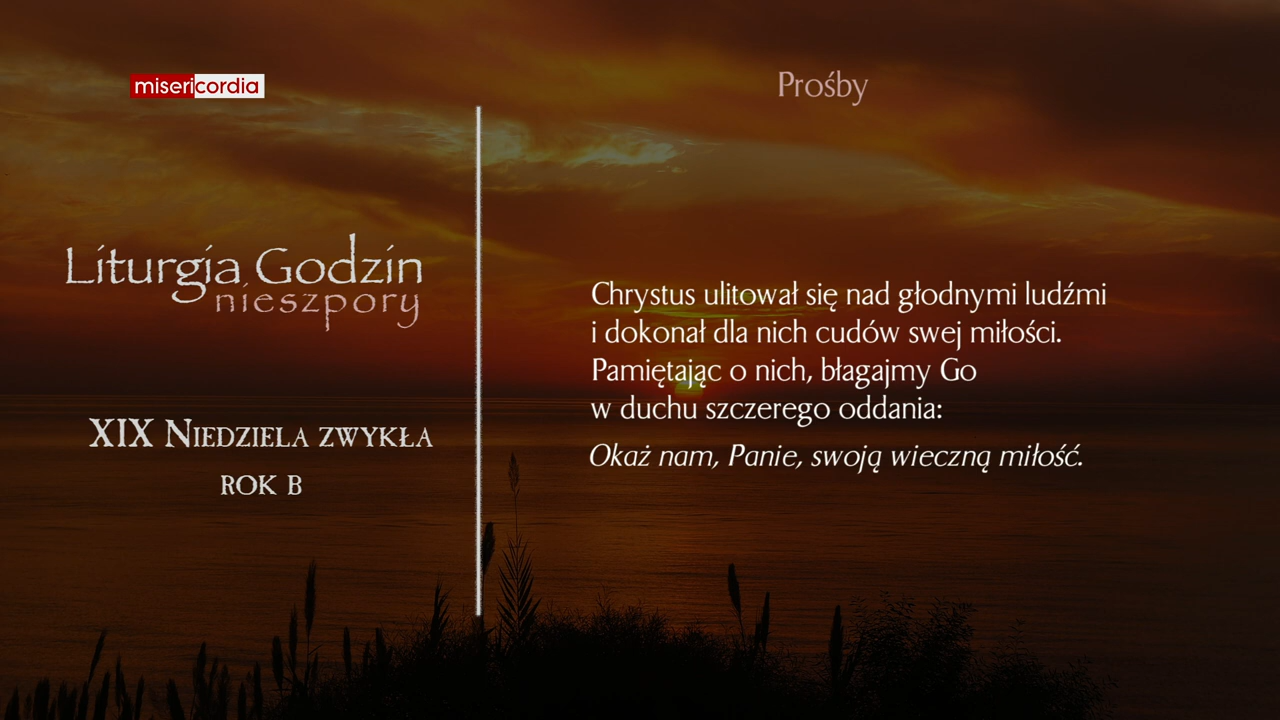 misericordia
Prośby
Liturgia Godzin
nieszpory
XIX Niedziela zwykła
rok B
Chrystus ulitował się nad głodnymi ludźmi
i dokonał dla nich cudów swej miłości.
Pamiętając o nich, błagajmy Go
w duchu szczerego oddania:
Okaż nam, Panie, swoją wieczną miłość.